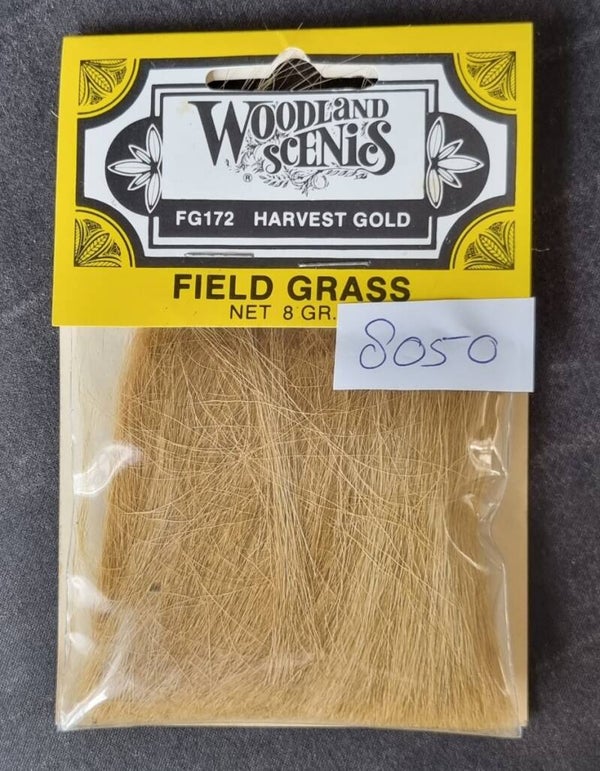 WOODLAND
SCENICS
®
FG172 HARVEST GOLD
FIELD GRASS
NET 8 GR.
8050